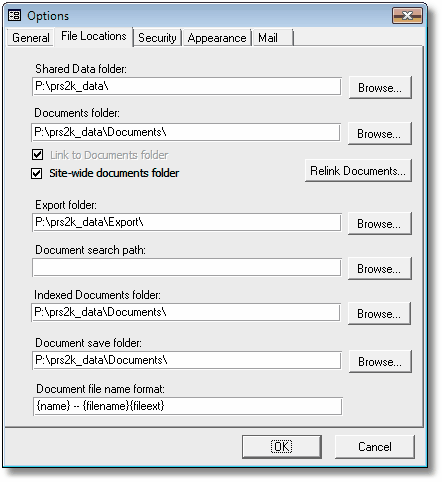 Options
General File Locations Security Appearance Mail
Shared Data folder:
P:\prs2k_data\ Browse...
Documents folder:
P:\prs2k_data\Documents\ Browse...
Link to Documents folder
Site-wide documents folder Relink Documents...
Export folder:
P:\prs2k_data\Export\ Browse...
Document search path:
Browse...
Indexed Documents folder:
P:\prs2k_data\Documents\ Browse...
Document save folder:
P:\prs2k_data\Documents\ Browse...
Document file name format:
{name} -- {filename}{fileext}
OK Cancel